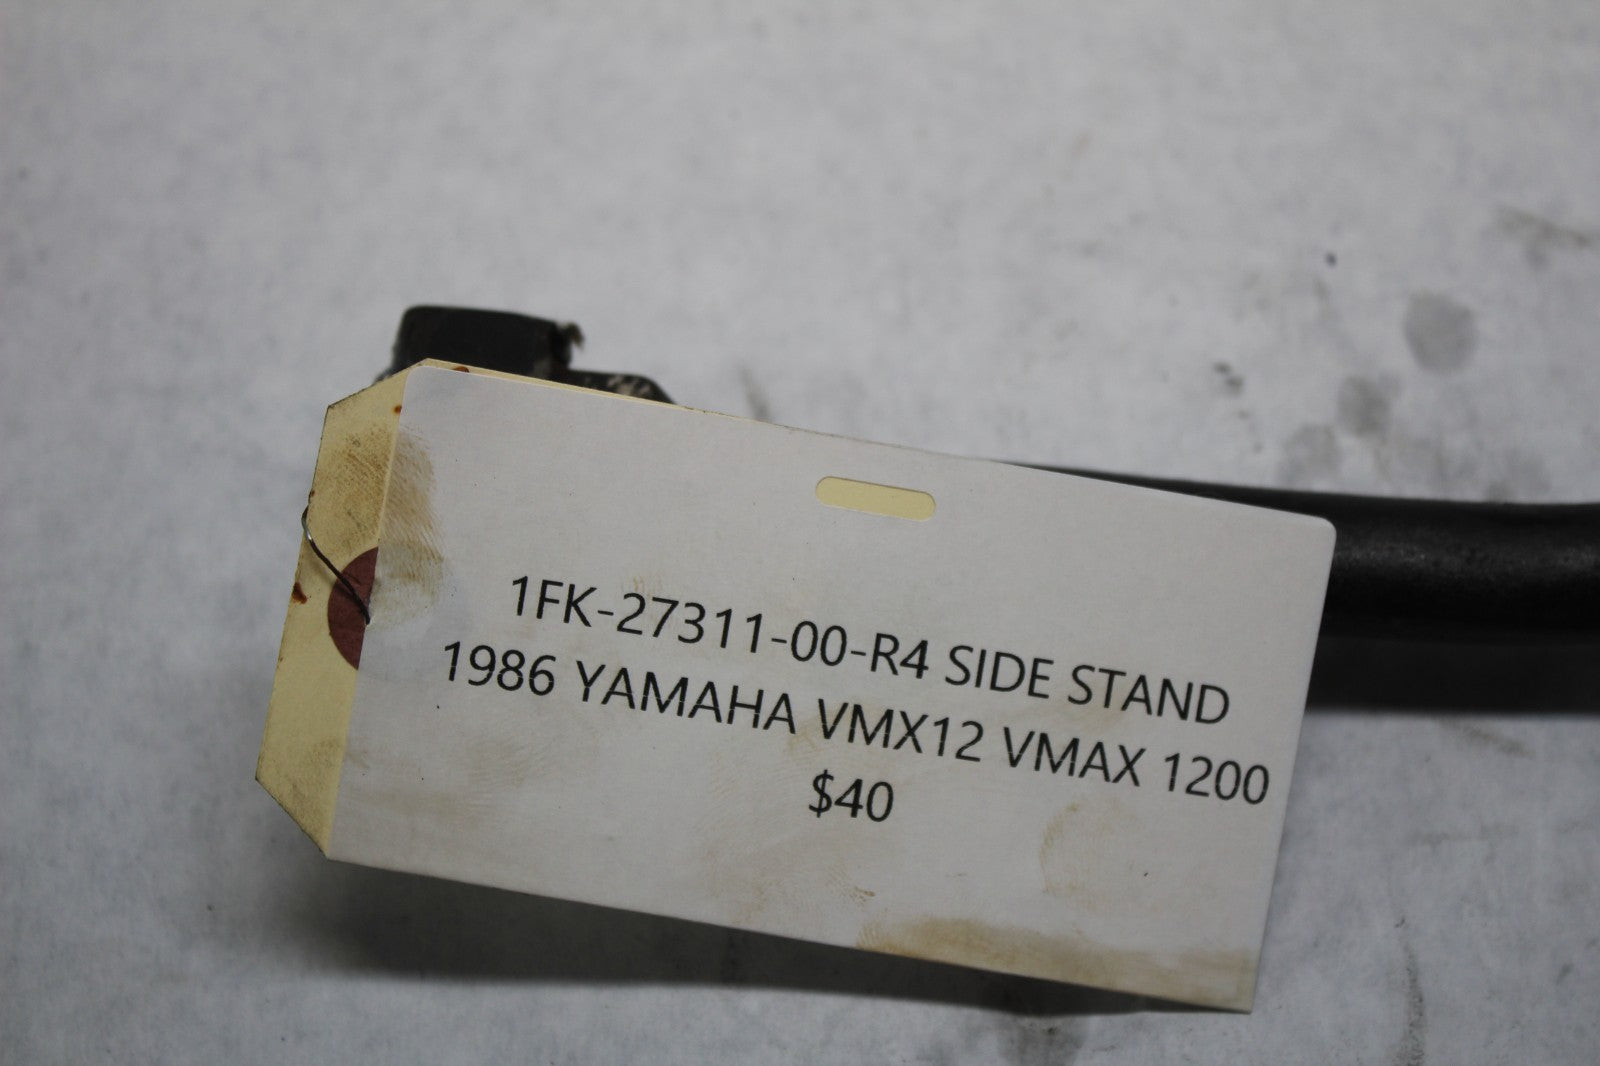 1FK-27311-00-R4 SIDE STAND
1986 YAMAHA VMX12 VMAX 1200
$40